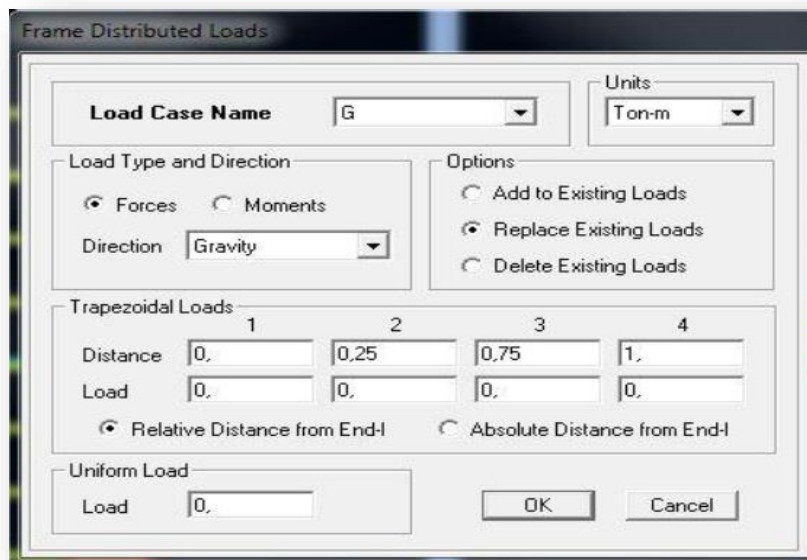 Frame Distributed Loads
Units
Load Case Name G Ton-m
Load Type and Direction
Forces Moments
Direction Gravity
Options
Add to Existing Loads
Replace Existing Loads
Delete Existing Loads
Trapezoidal Loads
1 2 3 4
Distance 0, 0,25 0,75 1,
Load 0, 0, 0, 0,
Relative Distance from End-I Absolute Distance from End-I
Uniform Load
Load 0,
OK Cancel